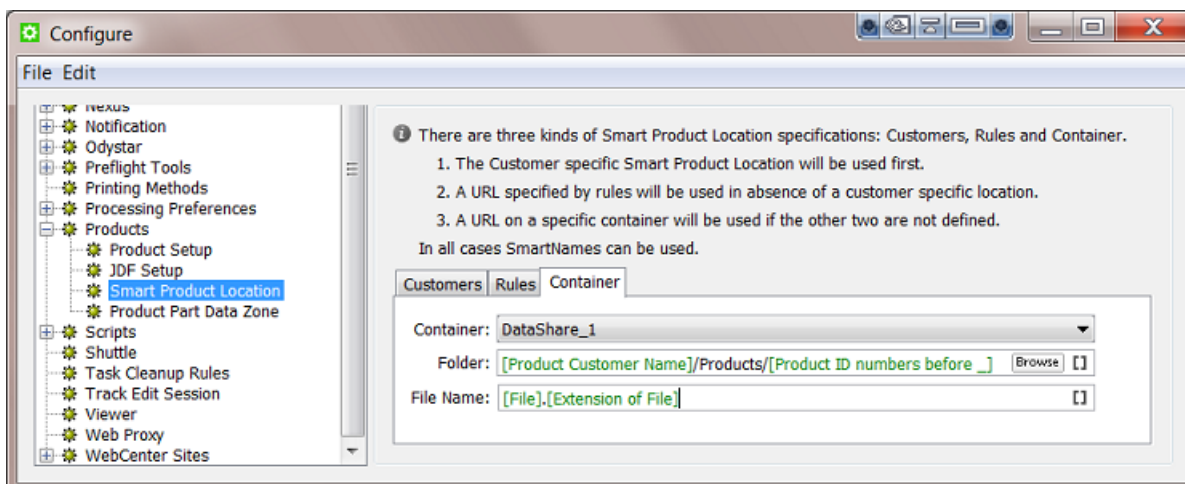 Configure
File Edit
Nexus
Notification
Odystar
Preflight Tools
Printing Methods
Processing Preferences
Products
Product Setup
JDF Setup
Smart Product Location
Product Part Data Zone
Scripts
Shuttle
Task Cleanup Rules
Track Edit Session
Viewer
Web Proxy
WebCenter Sites
There are three kinds of Smart Product Location specifications: Customers, Rules and Container.
1. The Customer specific Smart Product Location will be used first.
2. A URL specified by rules will be used in absence of a customer specific location.
3. A URL on a specific container will be used if the other two are not defined.
In all cases SmartNames can be used.
Customers Rules Container
Container: DataShare_1
Folder: [Product Customer Name]/Products/[Product ID numbers before _] Browse []
File Name: [File].[Extension of File] []